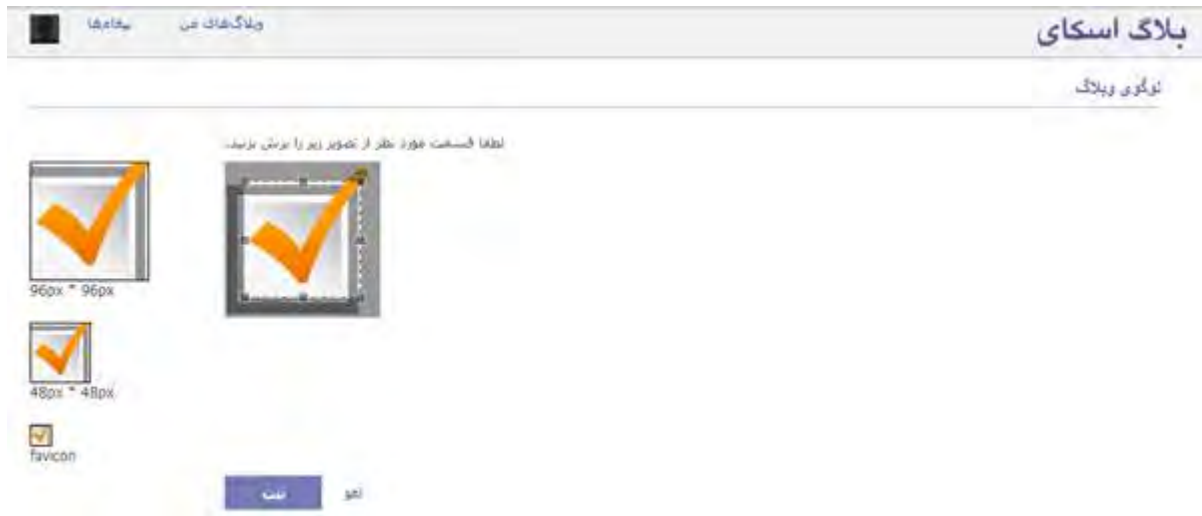 بلاگ اسکای
وبلاگ‌های من
پیغام‌ها
لوگوی وبلاگ
لطفا قسمت مورد نظر از تصویر زیر را برش بزنید.
96px * 96px
48px * 48px
favicon
ثبت
لغو